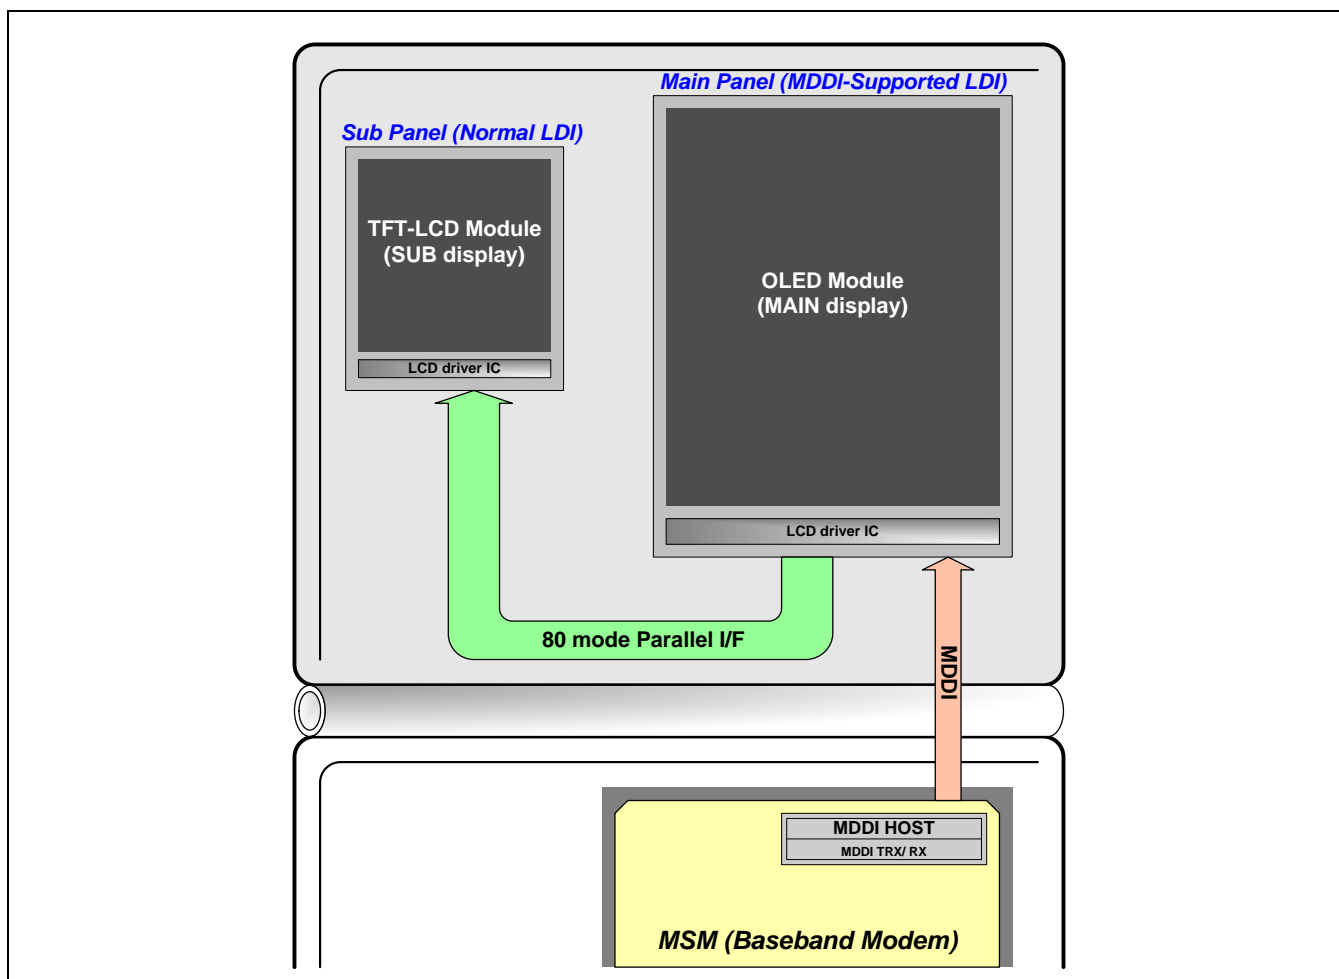 Main Panel (MDDI-Supported LDI)
Sub Panel (Normal LDI)
TFT-LCD Module
(SUB display)
LCD driver IC
OLED Module
(MAIN display)
LCD driver IC
80 mode Parallel I/F
MDDI
MDDI HOST
MDDI TRX/ RX
MSM (Baseband Modem)